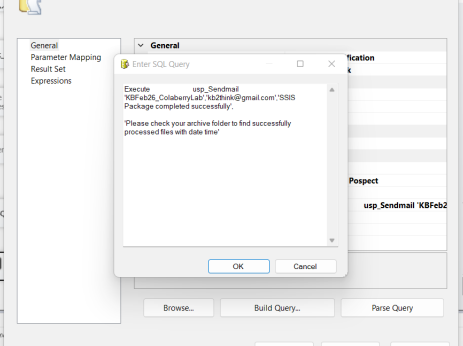 General
Parameter Mapping
Result Set
Expressions
General
Enter SQL Query
Execute usp_Sendmail
'KBFeb26_ColaberryLab','kb2think@gmail.com','SSIS
Package completed successfully',
'Please check your archive folder to find successfully
processed files with date time'
OK
Cancel
Pospect
usp_Sendmail 'KBFeb2
Browse...
Build Query...
Parse Query